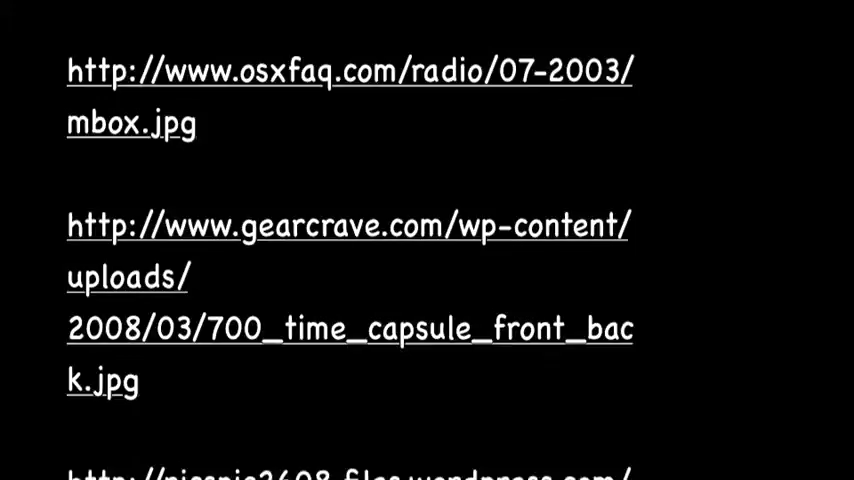 http://www.osxfaq.com/radio/07-2003/
mbox.jpg
http://www.gearcrave.com/wp-content/
uploads/
2008/03/700_time_capsule_front_bac
k.jpg